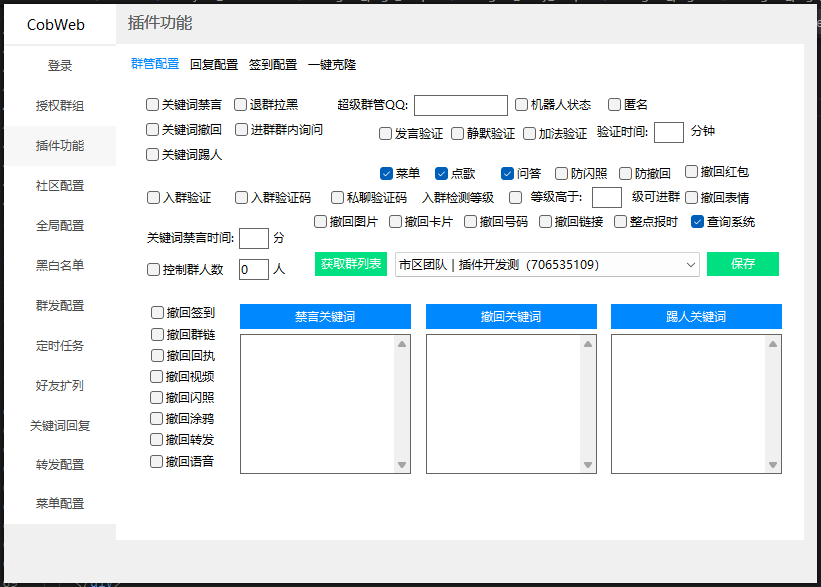 CobWeb
插件功能
登录
授权群组
插件功能
社区配置
全局配置
黑白名单
群发配置
定时任务
好友扩列
关键词回复
转发配置
菜单配置
群管配置 回复配置 签到配置 一键克隆
关键词禁言 退群拉黑 超级群管QQ: 机器人状态 匿名
关键词撤回 进群群内询问 发言验证 静默验证 加法验证 验证时间: 分钟
关键词踢人
菜单 点歌 问答 防闪照 防撤回 撤回红包
入群验证 入群验证码 私聊验证码 入群检测等级 等级高于: 级可进群 撤回表情
撤回图片 撤回卡片 撤回号码 撤回链接 整点报时 查询系统
关键词禁言时间: 分
控制群人数 0 人 获取群列表 市区团队 | 插件开发测（706535109） 保存
撤回签到
撤回群链
撤回回执
撤回视频
撤回闪照
撤回涂鸦
撤回转发
撤回语音
禁言关键词 撤回关键词 踢人关键词